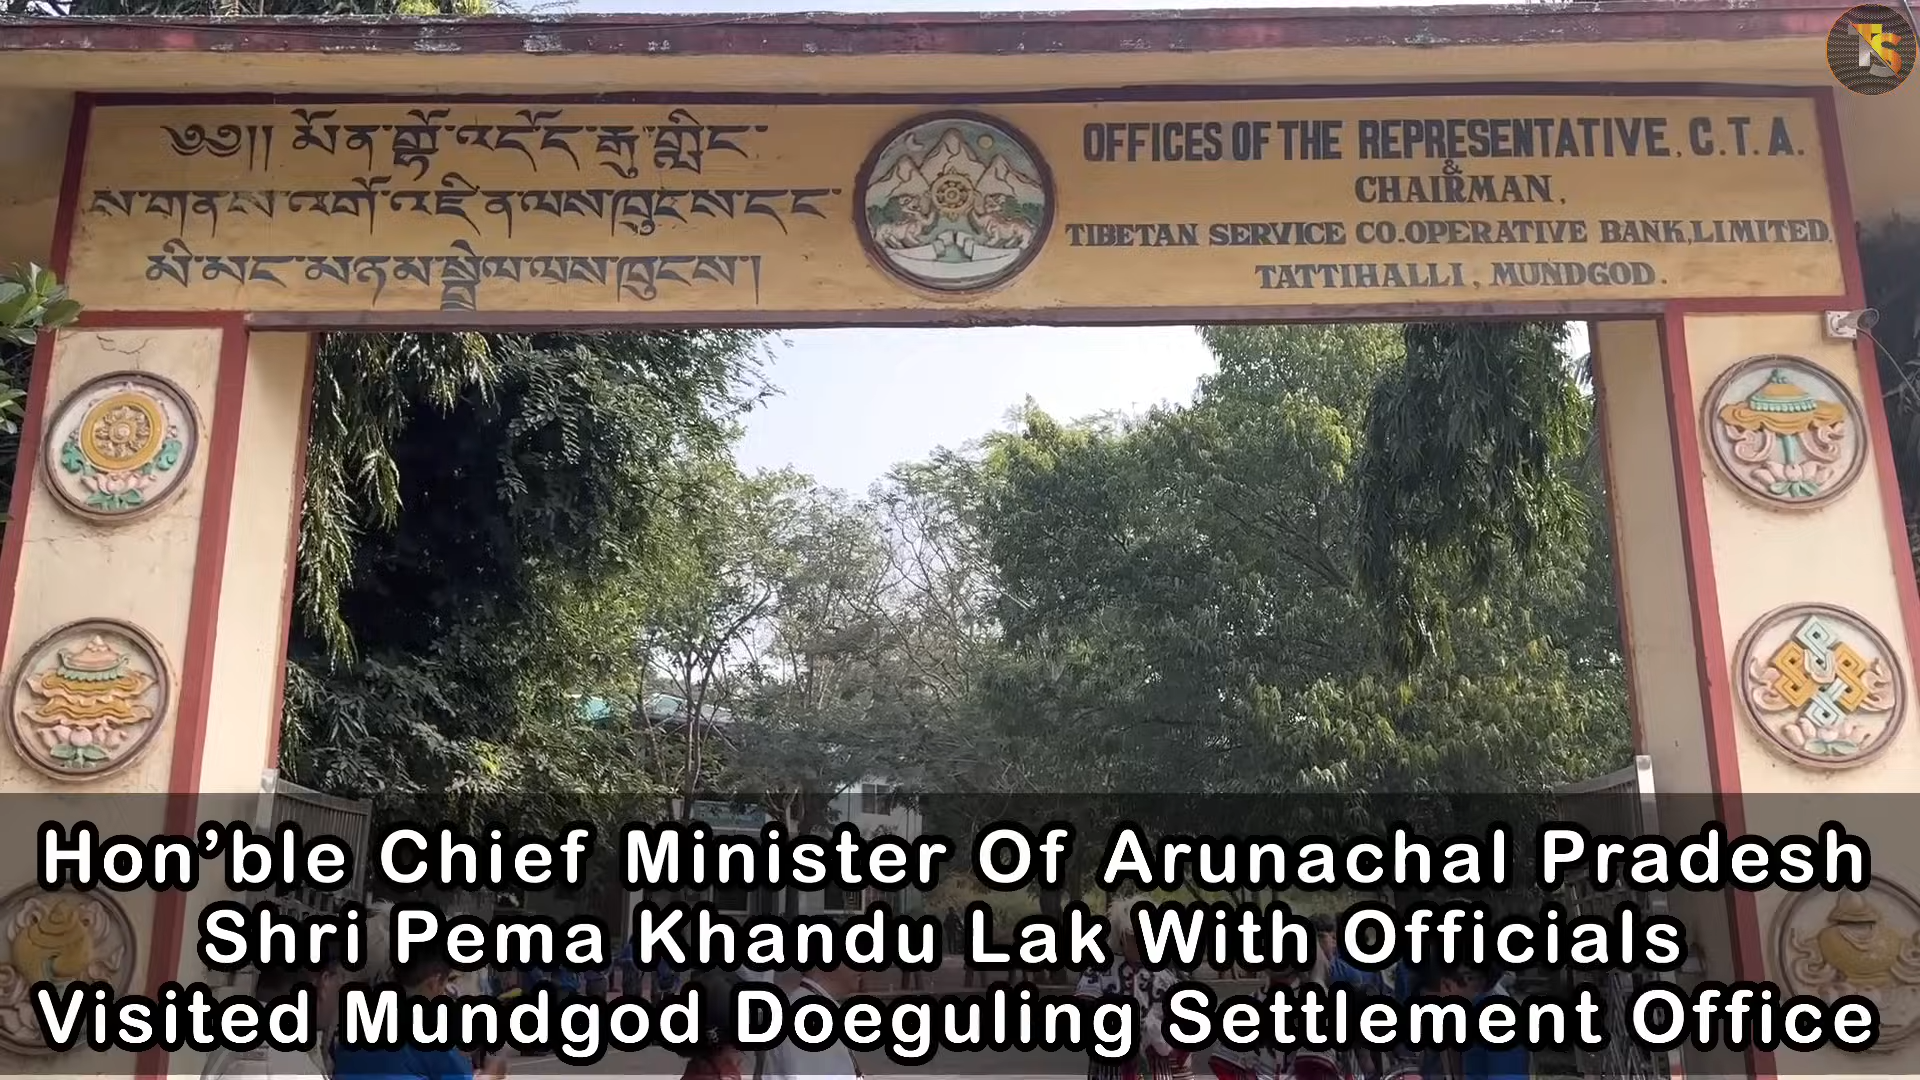 ༄༅།། མོན་གྷོ་འདོད་རྒུ་གླིང་
ས་གནས་འགོ་འཛིན་ལས་ཁུངས་དང་
མི་མང་མཉམ་སྦྲེལ་ལས་ཁུངས།
OFFICES OF THE REPRESENTATIVE, C.T.A.
&
CHAIRMAN,
TIBETAN SERVICE CO-OPERATIVE BANK, LIMITED,
TATTIHALLI, MUNDGOD.
TS
Hon’ble Chief Minister Of Arunachal Pradesh
Shri Pema Khandu Lak With Officials
Visited Mundgod Doeguling Settlement Office